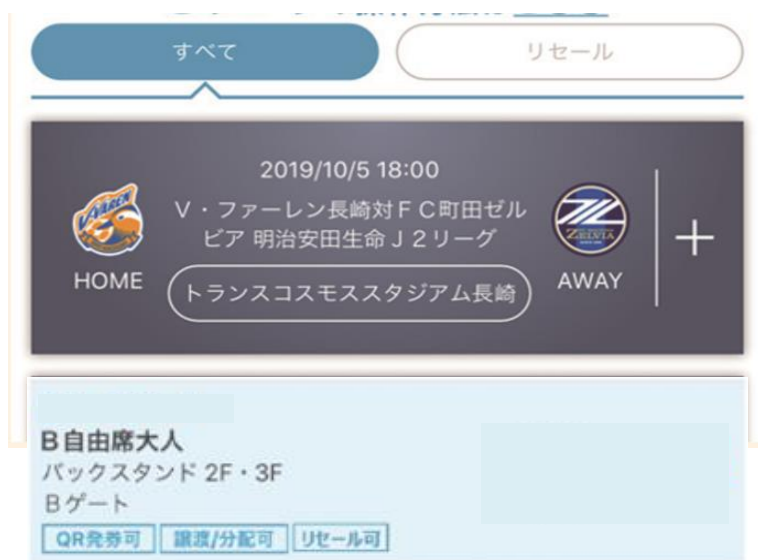 すべて
リセール
2019/10/5 18:00
V・ファーレン長崎対FC町田ゼル
ビア 明治安田生命J2リーグ
HOME
AWAY
トランスコスモススタジアム長崎
+
ZELVIA
B自由席大人
バックスタンド 2F・3F
Bゲート
QR発券可 譲渡/分配可 リセール可